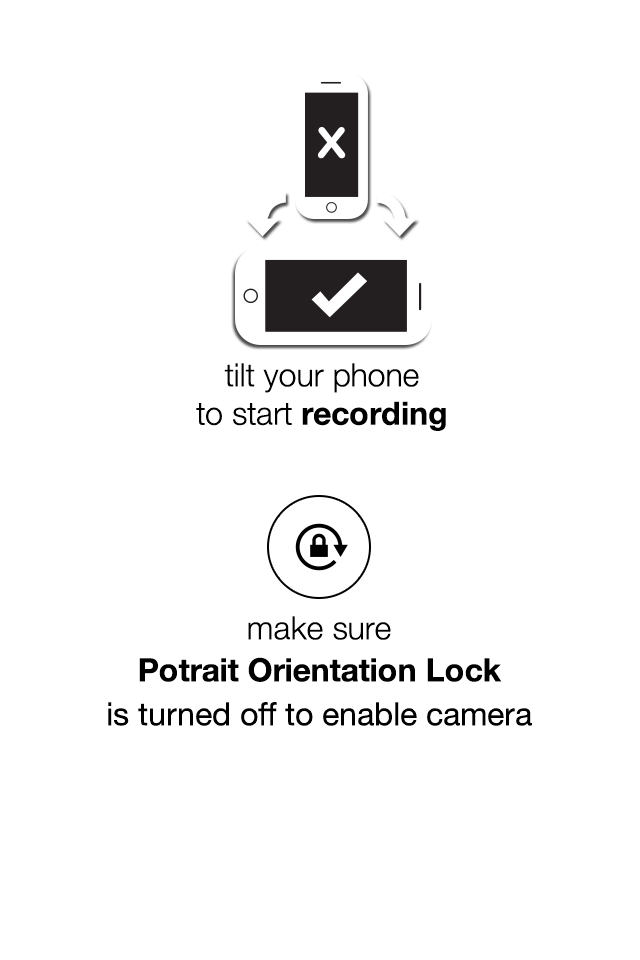 tilt your phone
to start recording
make sure
Potrait Orientation Lock
is turned off to enable camera